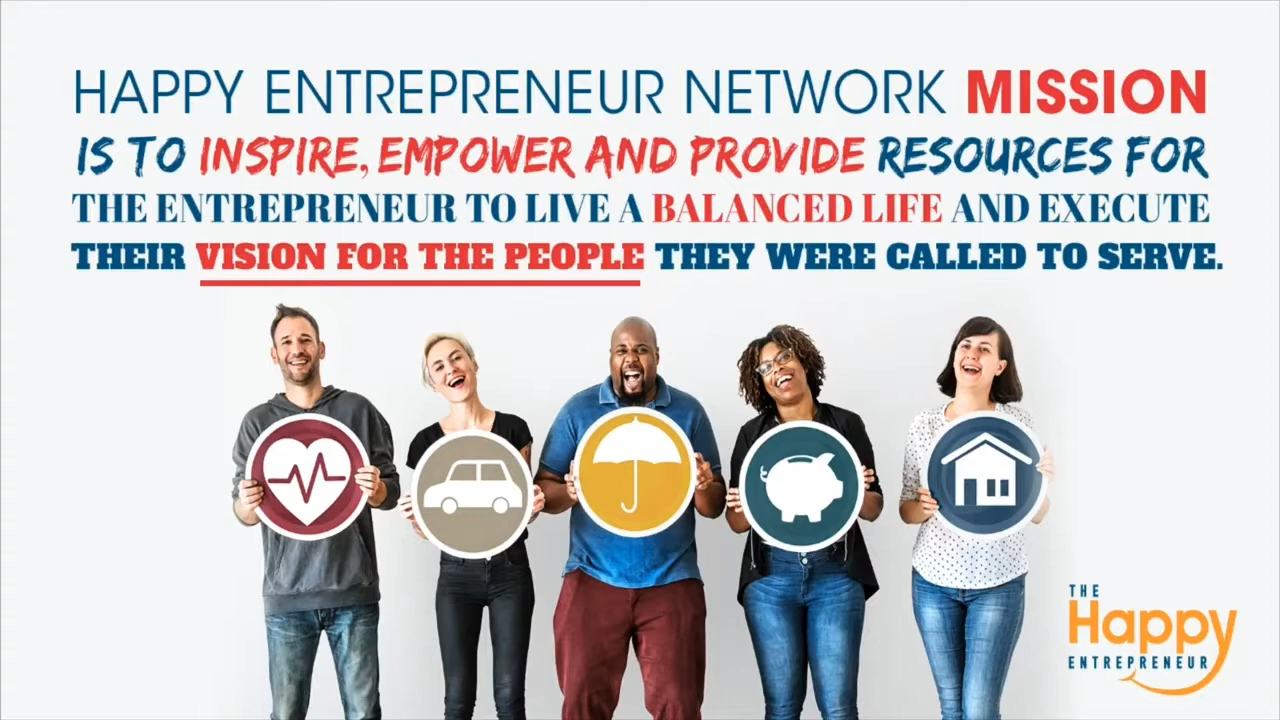 HAPPY ENTREPRENEUR NETWORK MISSION
IS TO INSPIRE, EMPOWER AND PROVIDE RESOURCES FOR
THE ENTREPRENEUR TO LIVE A BALANCED LIFE AND EXECUTE
THEIR VISION FOR THE PEOPLE THEY WERE CALLED TO SERVE.
THE
Happy
ENTREPRENEUR